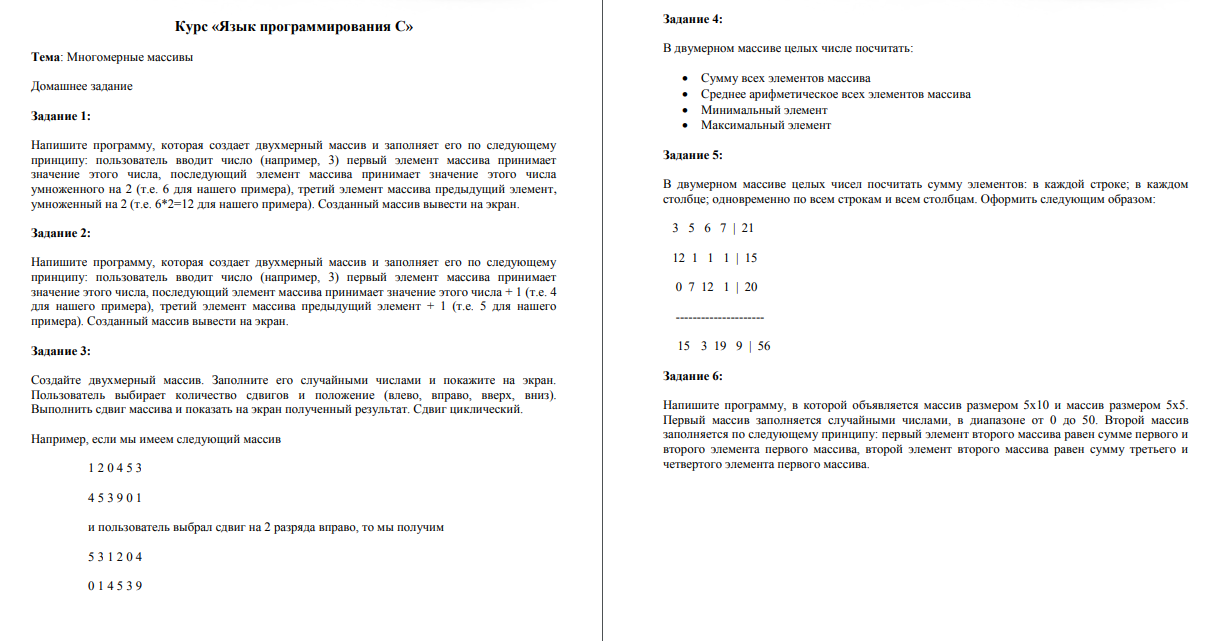 Курс «Язык программирования С»
Тема: Многомерные массивы
Домашнее задание
Задание 1:
Напишите программу, которая создает двухмерный массив и заполняет его по следующему
принципу: пользователь вводит число (например, 3) первый элемент массива принимает
значение этого числа, последующий элемент массива принимает значение этого числа
умноженного на 2 (т.е. 6 для нашего примера), третий элемент массива предыдущий элемент,
умноженный на 2 (т.е. 6*2=12 для нашего примера). Созданный массив вывести на экран.
Задание 2:
Напишите программу, которая создает двухмерный массив и заполняет его по следующему
принципу: пользователь вводит число (например, 3) первый элемент массива принимает
значение этого числа, последующий элемент массива принимает значение этого числа + 1 (т.е. 4
для нашего примера), третий элемент массива предыдущий элемент + 1 (т.е. 5 для нашего
примера). Созданный массив вывести на экран.
Задание 3:
Создайте двухмерный массив. Заполните его случайными числами и покажите на экран.
Пользователь выбирает количество сдвигов и положение (влево, вправо, вверх, вниз).
Выполнить сдвиг массива и показать на экран полученный результат. Сдвиг циклический.
Например, если мы имеем следующий массив
1 2 0 4 5 3
4 5 3 9 0 1
и пользователь выбрал сдвиг на 2 разряда вправо, то мы получим
5 3 1 2 0 4
0 1 4 5 3 9
Задание 4:
В двумерном массиве целых числе посчитать:
• Сумму всех элементов массива
• Среднее арифметическое всех элементов массива
• Минимальный элемент
• Максимальный элемент
Задание 5:
В двумерном массиве целых чисел посчитать сумму элементов: в каждой строке; в каждом
столбце; одновременно по всем строкам и всем столбцам. Оформить следующим образом:
3 5 6 7 | 21
12 1 1 1 | 15
0 7 12 1 | 20
---------------------
15 3 19 9 | 56
Задание 6:
Напишите программу, в которой объявляется массив размером 5х10 и массив размером 5х5.
Первый массив заполняется случайными числами, в диапазоне от 0 до 50. Второй массив
заполняется по следующему принципу: первый элемент второго массива равен сумме первого и
второго элемента первого массива, второй элемент второго массива равен сумму третьего и
четвертого элемента первого массива.